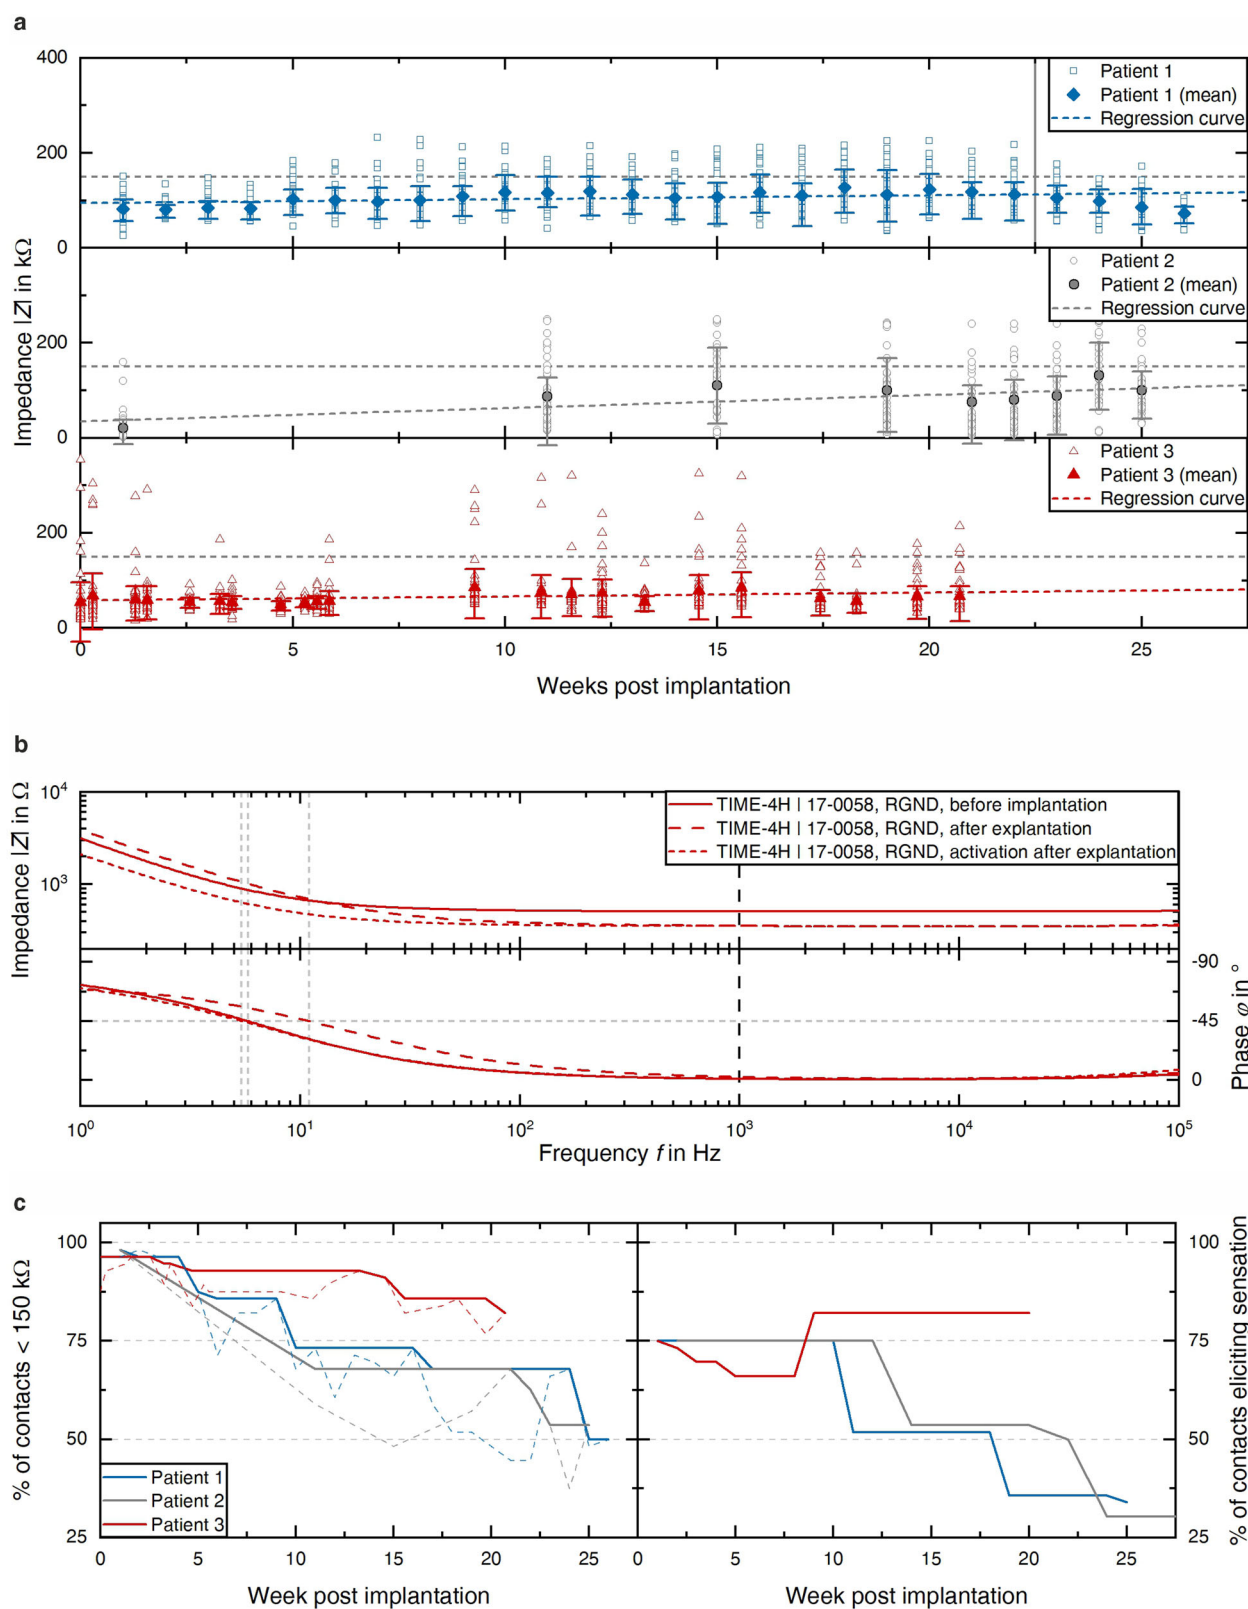 a
400
200
0
200
0
200
0
Impedance |Z| in kΩ
Patient 1
Patient 1 (mean)
Regression curve
Patient 2
Patient 2 (mean)
Regression curve
Patient 3
Patient 3 (mean)
Regression curve
0 5 10 15 20 25
Weeks post implantation
b
10⁴
10³
Impedance |Z| in Ω
TIME-4H | 17-0058, RGND, before implantation
TIME-4H | 17-0058, RGND, after explantation
TIME-4H | 17-0058, RGND, activation after explantation
-90
-45
0
Phase φ in °
10⁰ 10¹ 10² 10³ 10⁴ 10⁵
Frequency f in Hz
c
100
75
50
25
% of contacts < 150 kΩ
Patient 1
Patient 2
Patient 3
0 5 10 15 20 25
Week post implantation
100
75
50
25
% of contacts eliciting sensation
0 5 10 15 20 25
Week post implantation